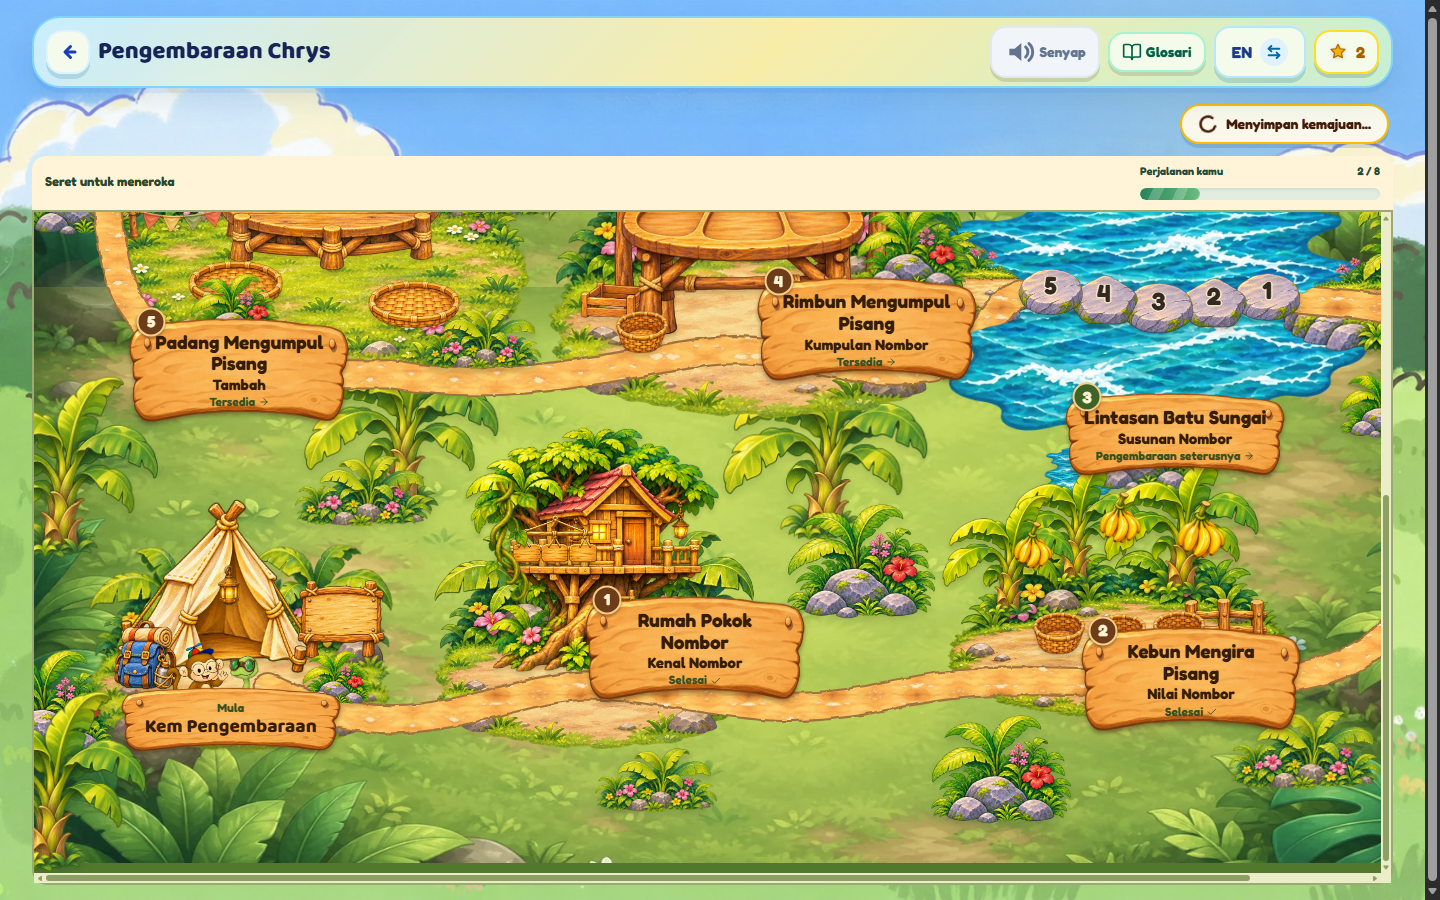 Pengembaraan Chrys
Senyap
Glosari
EN
2
Menyimpan kemajuan...
Seret untuk meneroka
Perjalanan kamu
2 / 8
5
Padang Mengumpul
Pisang
Tambah
Tersedia →
4
Rimbun Mengumpul
Pisang
Kumpulan Nombor
Tersedia →
5
4
3
2
1
3
Lintasan Batu Sungai
Susunan Nombor
Pengembaraan seterusnya →
1
Rumah Pokok
Nombor
Kenal Nombor
Selesai ✓
2
Kebun Mengira
Pisang
Nilai Nombor
Selesai ✓
Mula
Kem Pengembaraan